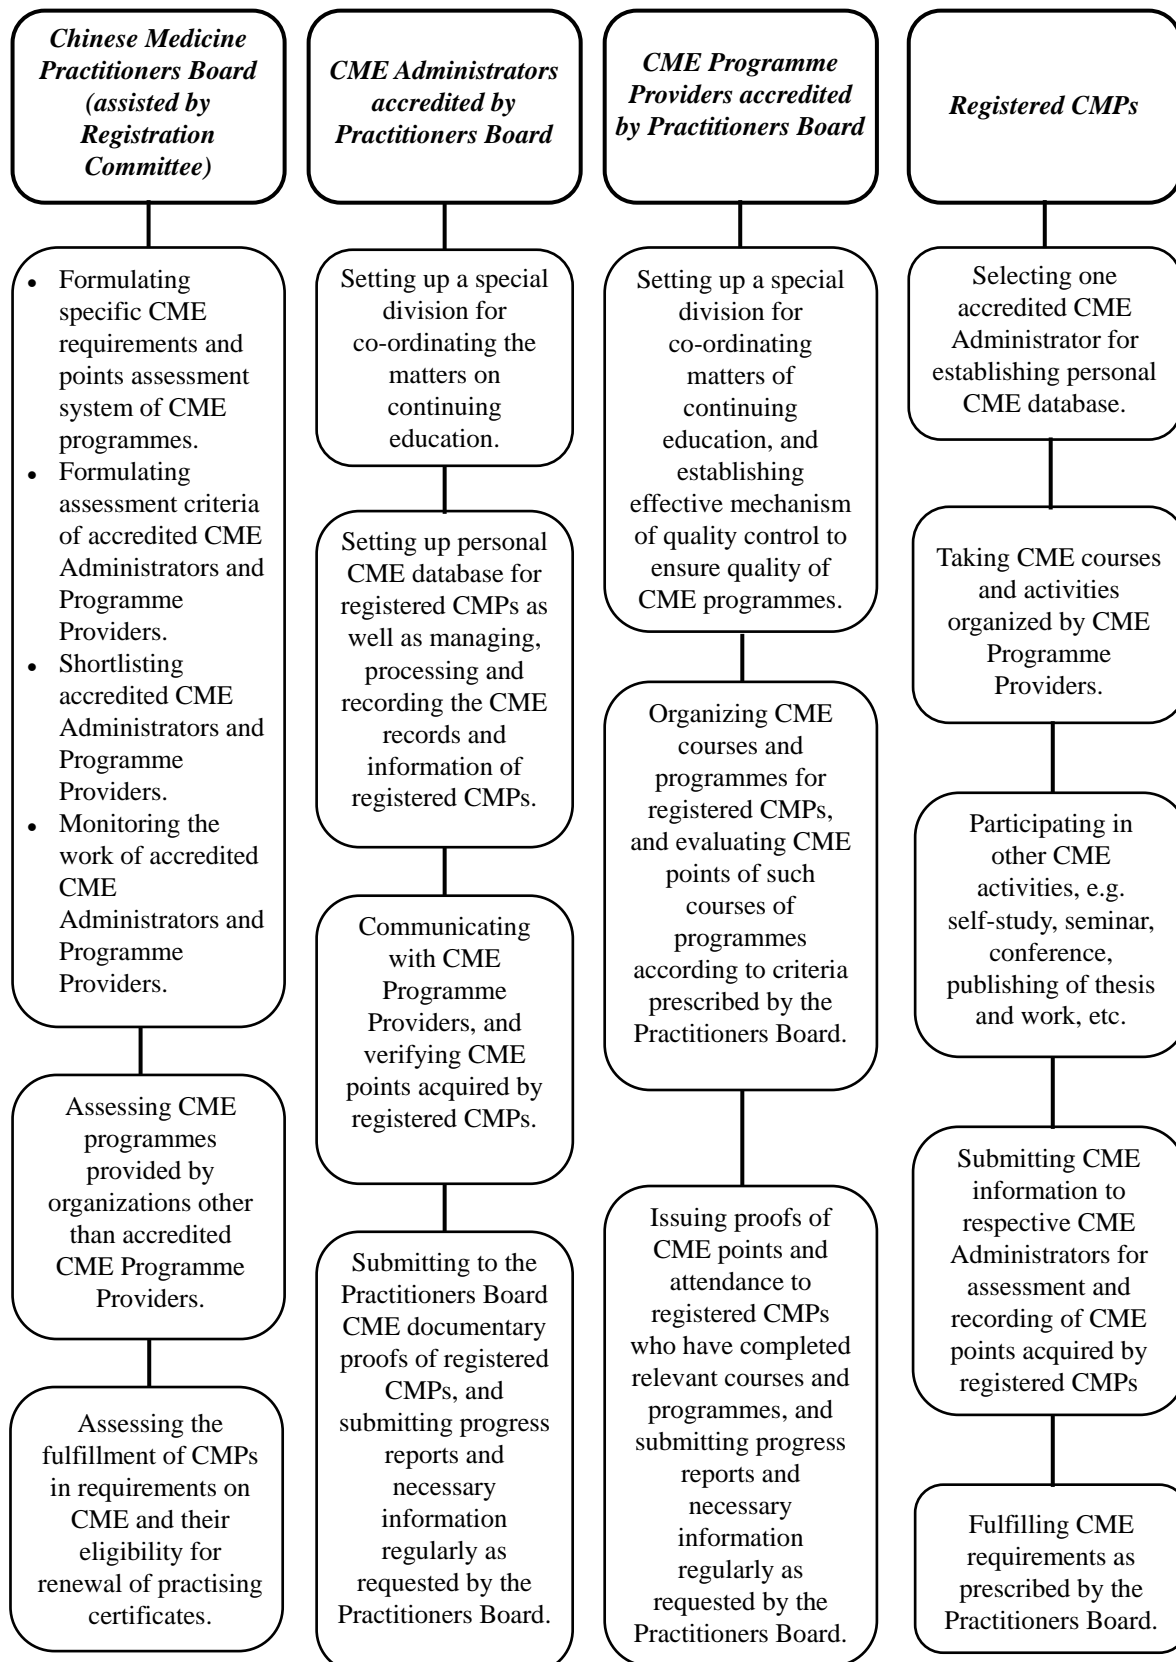 Chinese Medicine
Practitioners Board
(assisted by
Registration
Committee)
• Formulating
specific CME
requirements and
points assessment
system of CME
programmes.
• Formulating
assessment criteria
of accredited CME
Administrators and
Programme
Providers.
• Shortlisting
accredited CME
Administrators and
Programme
Providers.
• Monitoring the
work of accredited
CME
Administrators and
Programme
Providers.
Assessing CME
programmes
provided by
organizations other
than accredited
CME Programme
Providers.
Assessing the
fulfillment of CMPs
in requirements on
CME and their
eligibility for
renewal of practising
certificates.
CME Administrators
accredited by
Practitioners Board
Setting up a special
division for
co-ordinating the
matters on
continuing
education.
Setting up personal
CME database for
registered CMPs as
well as managing,
processing and
recording the CME
records and
information of
registered CMPs.
Communicating
with CME
Programme
Providers, and
verifying CME
points acquired by
registered CMPs.
Submitting to the
Practitioners Board
CME documentary
proofs of registered
CMPs, and
submitting progress
reports and
necessary
information
regularly as
requested by the
Practitioners Board.
CME Programme
Providers accredited
by Practitioners Board
Setting up a special
division for
co-ordinating
matters of
continuing
education, and
establishing
effective mechanism
of quality control to
ensure quality of
CME programmes.
Organizing CME
courses and
programmes for
registered CMPs,
and evaluating CME
points of such
courses of
programmes
according to criteria
prescribed by the
Practitioners Board.
Issuing proofs of
CME points and
attendance to
registered CMPs
who have completed
relevant courses and
programmes, and
submitting progress
reports and
necessary
information
regularly as
requested by the
Practitioners Board.
Registered CMPs
Selecting one
accredited CME
Administrator for
establishing personal
CME database.
Taking CME courses
and activities
organized by CME
Programme
Providers.
Participating in
other CME
activities, e.g.
self-study, seminar,
conference,
publishing of thesis
and work, etc.
Submitting CME
information to
respective CME
Administrators for
assessment and
recording of CME
points acquired by
registered CMPs
Fulfilling CME
requirements as
prescribed by the
Practitioners Board.